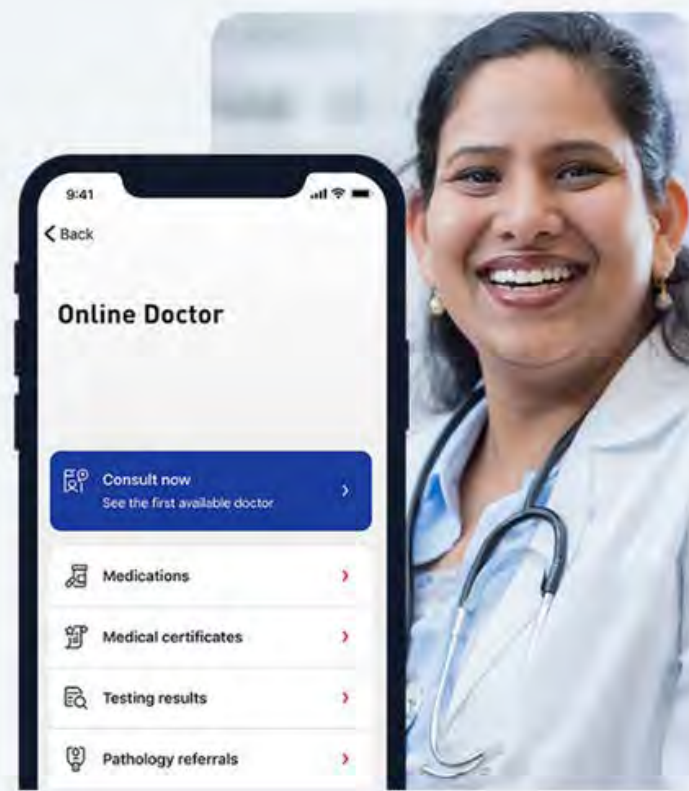 9:41
Back
Online Doctor
Consult now
See the first available doctor
Medications
Medical certificates
Testing results
Pathology referrals